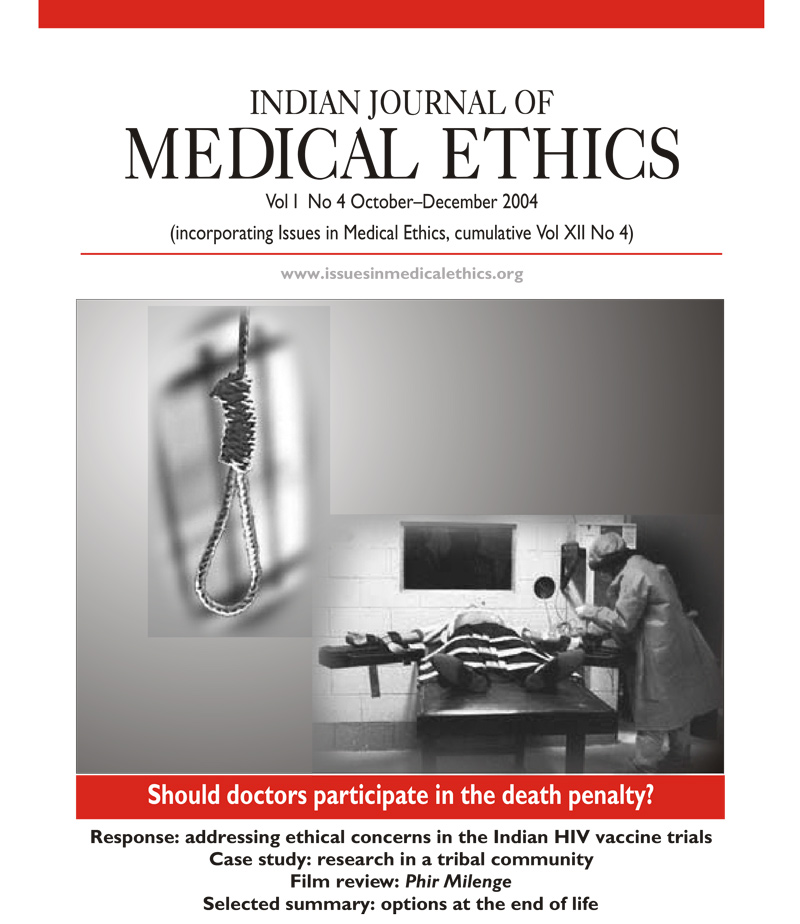 INDIAN JOURNAL OF
MEDICAL ETHICS
Vol I No 4 October–December 2004
(incorporating Issues in Medical Ethics, cumulative Vol XII No 4)
www.issuesinmedicalethics.org
Should doctors participate in the death penalty?
Response: addressing ethical concerns in the Indian HIV vaccine trials
Case study: research in a tribal community
Film review: Phir Milenge
Selected summary: options at the end of life